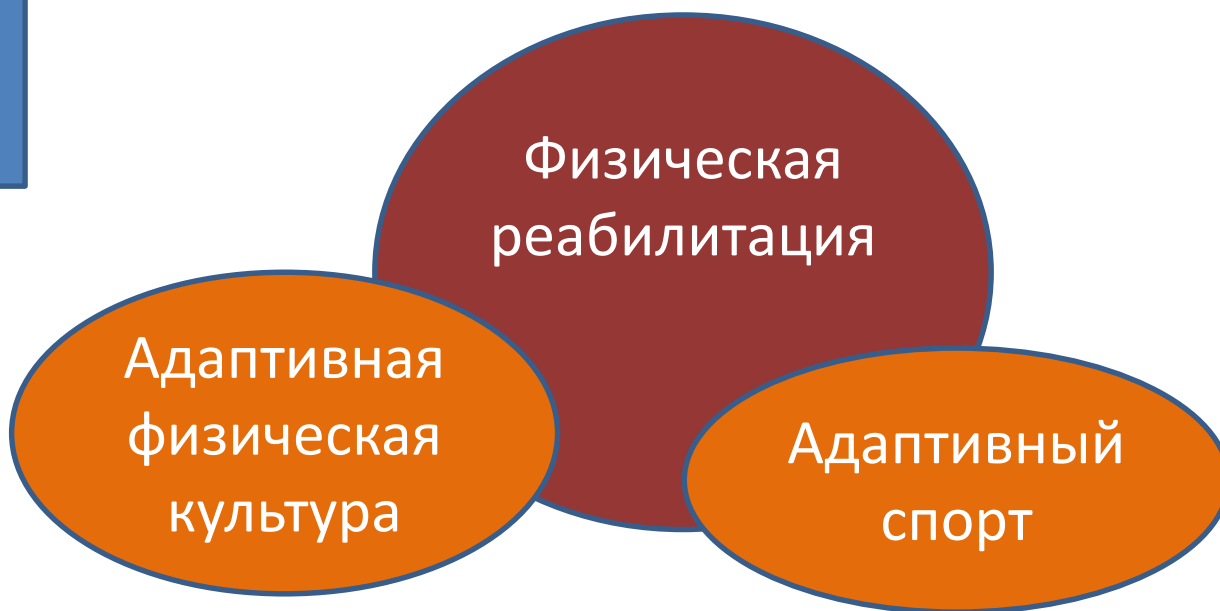 Физическая
реабилитация
Адаптивная
физическая
культура
Адаптивный
спорт